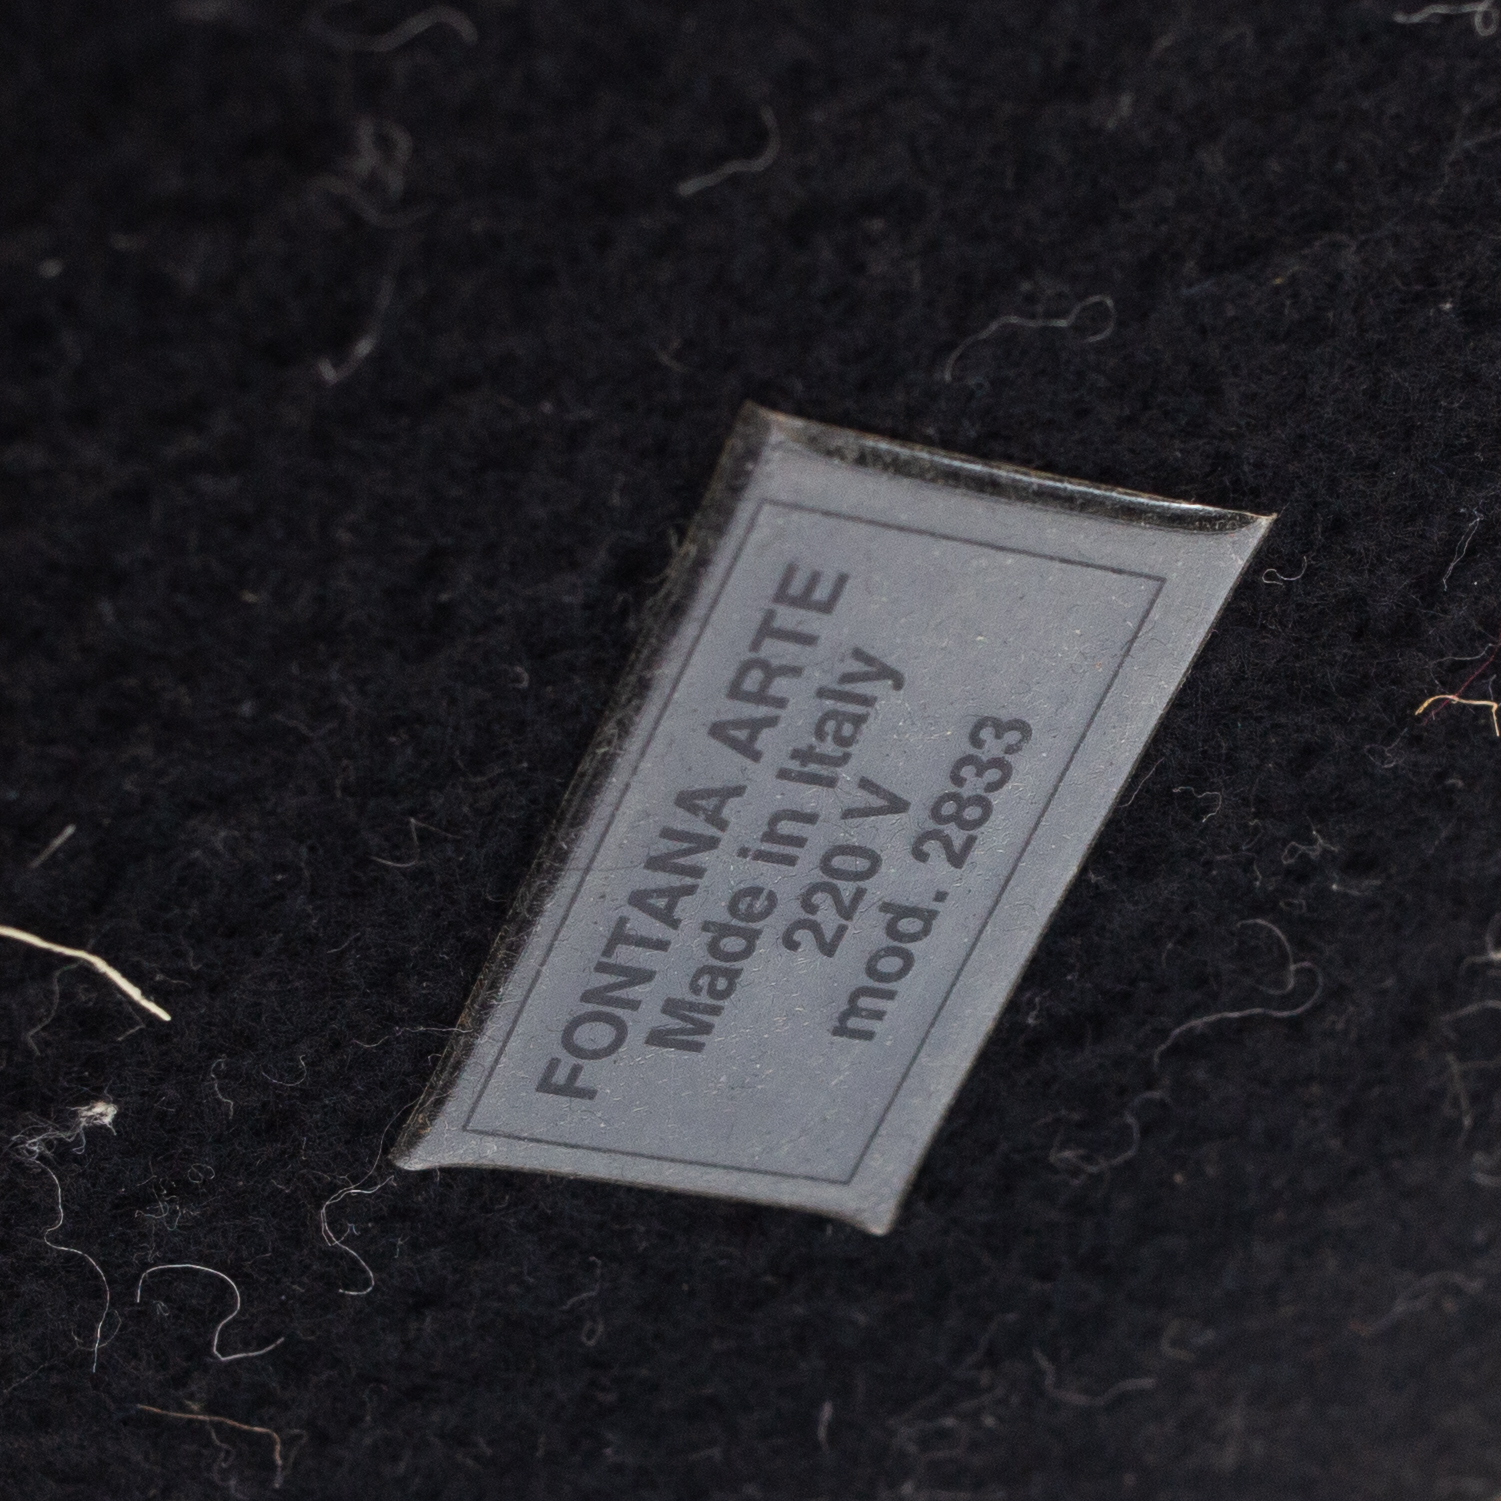 FONTANA ARTE
Made in Italy
220 V
mod. 2833